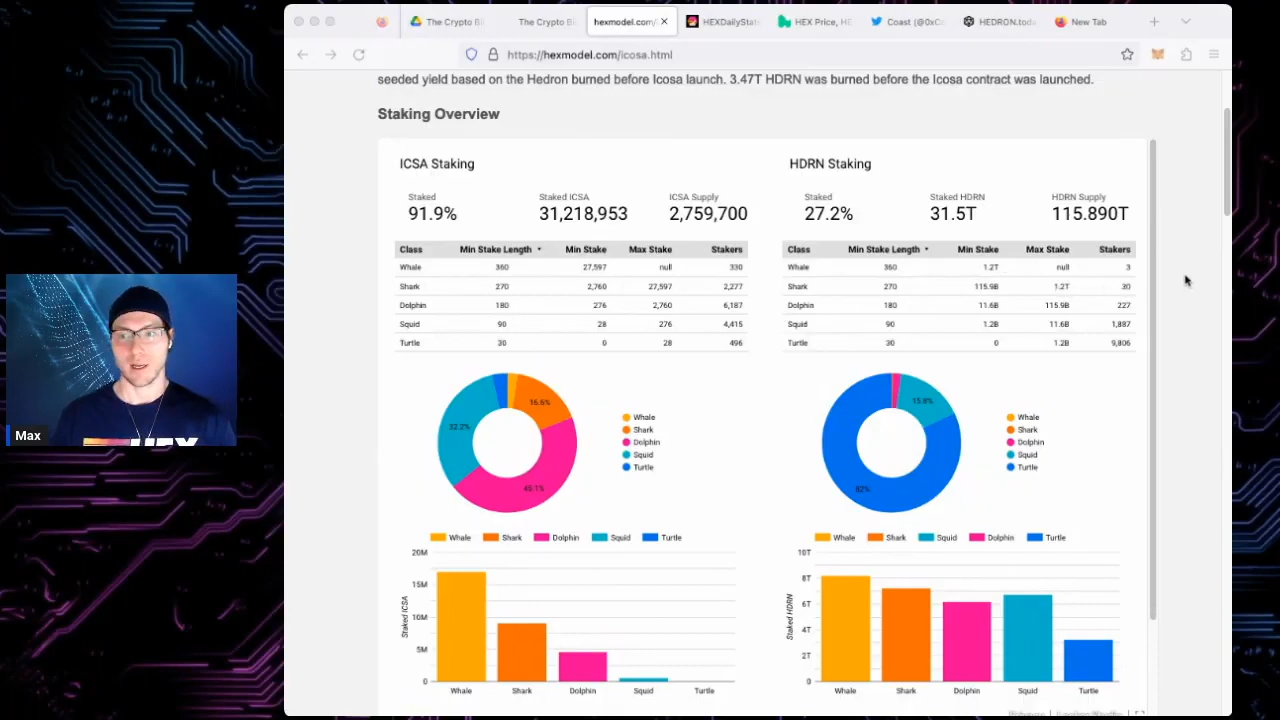 The Crypto Bi
The Crypto Bi
hexmodel.com/
HEXDailyStat
HEX Price, HE
Coast (@0xCo
HEDRON.toda
New Tab
https://hexmodel.com/icosa.html
seeded yield based on the Hedron burned before Icosa launch. 3.47T HDRN was burned before the Icosa contract was launched.
Staking Overview
ICSA Staking
Staked Staked ICSA ICSA Supply
91.9% 31,218,953 2,759,700
Class Min Stake Length Min Stake Max Stake Stakers
Whale 360 27,597 null 330
Shark 270 2,760 27,597 2,277
Dolphin 180 276 2,760 6,187
Squid 90 28 276 4,415
Turtle 30 0 28 496
16.6%
32.2%
45.1%
Whale
Shark
Dolphin
Squid
Turtle
Whale Shark Dolphin Squid Turtle
20M
15M
10M
5M
0
Staked ICSA
Whale Shark Dolphin Squid Turtle
HDRN Staking
Staked Staked HDRN HDRN Supply
27.2% 31.5T 115.890T
Class Min Stake Length Min Stake Max Stake Stakers
Whale 360 1.2T null 3
Shark 270 115.9B 1.2T 30
Dolphin 180 11.6B 115.9B 227
Squid 90 1.2B 11.6B 1,887
Turtle 30 0 1.2B 9,806
15.8%
82%
Whale
Shark
Dolphin
Squid
Turtle
Whale Shark Squid Dolphin Turtle
10T
8T
6T
4T
2T
0
Staked HDRN
Whale Shark Dolphin Squid Turtle
Max